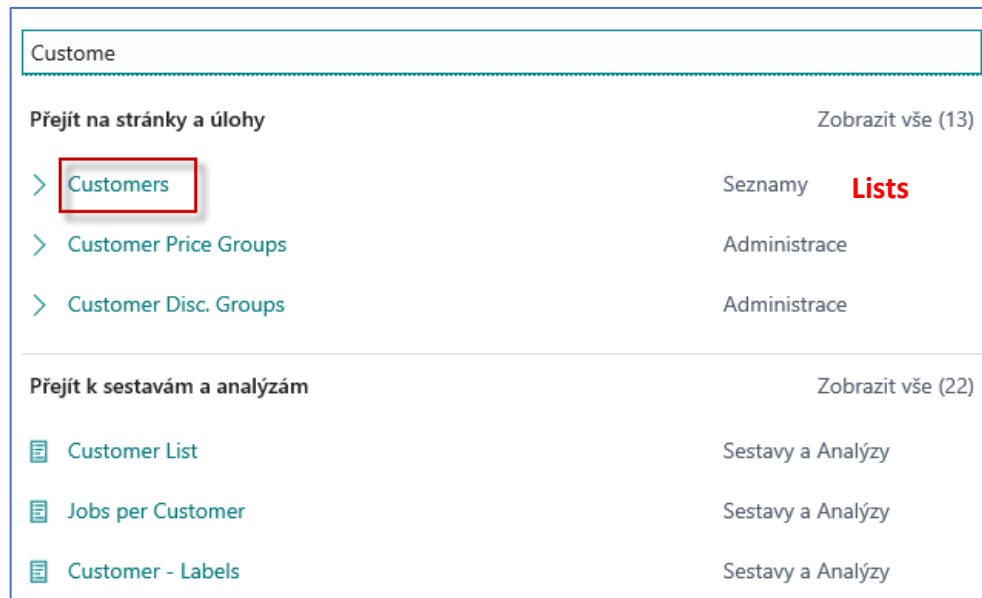 Custome
Přejít na stránky a úlohy Zobrazit vše (13)
Customers Seznamy Lists
Customer Price Groups Administrace
Customer Disc. Groups Administrace
Přejít k sestavám a analýzám Zobrazit vše (22)
Customer List Sestavy a Analýzy
Jobs per Customer Sestavy a Analýzy
Customer - Labels Sestavy a Analýzy